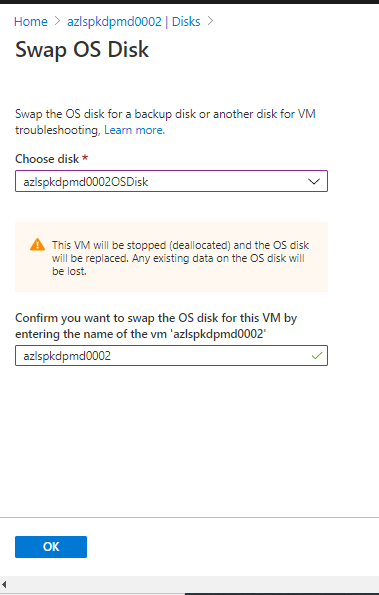 Home > azlspkdpmd0002 | Disks >
Swap OS Disk
Swap the OS disk for a backup disk or another disk for VM
troubleshooting, Learn more.
Choose disk *
azlspkdpmd0002OSDisk
This VM will be stopped (deallocated) and the OS disk
will be replaced. Any existing data on the OS disk will
be lost.
Confirm you want to swap the OS disk for this VM by
entering the name of the vm 'azlspkdpmd0002'
azlspkdpmd0002
OK